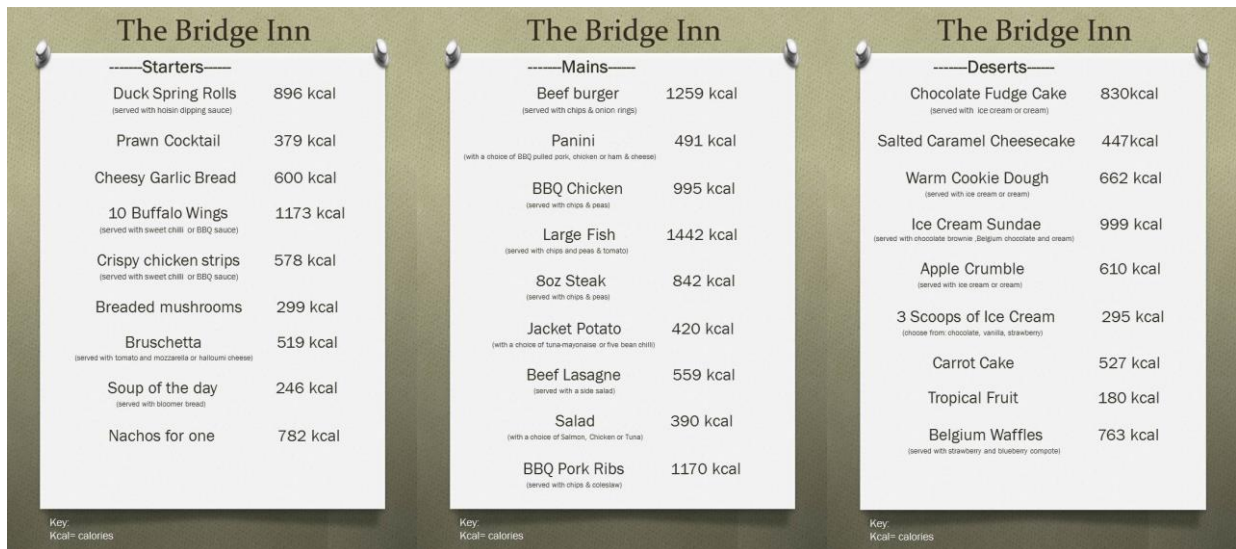 The Bridge Inn
-------Starters------
Duck Spring Rolls 896 kcal
(served with hoisin dipping sauce)
Prawn Cocktail 379 kcal
Cheesy Garlic Bread 600 kcal
10 Buffalo Wings 1173 kcal
(served with sweet chilli or BBQ sauce)
Crispy chicken strips 578 kcal
(served with sweet chilli or BBQ sauce)
Breaded mushrooms 299 kcal
Bruschetta 519 kcal
(served with tomato and mozzarella or halloumi cheese)
Soup of the day 246 kcal
(served with bloomer bread)
Nachos for one 782 kcal
Key:
Kcal= calories
The Bridge Inn
-------Mains------
Beef burger 1259 kcal
(served with chips & onion rings)
Panini 491 kcal
(with a choice of BBQ pulled pork, chicken or ham & cheese)
BBQ Chicken 995 kcal
(served with chips & peas)
Large Fish 1442 kcal
(served with chips and peas & tomato)
8oz Steak 842 kcal
(served with chips & peas)
Jacket Potato 420 kcal
(with a choice of tuna-mayonaise or five bean chilli)
Beef Lasagne 559 kcal
(served with a side salad)
Salad 390 kcal
(with a choice of Salmon, Chicken or Tuna)
BBQ Pork Ribs 1170 kcal
(served with chips & coleslaw)
Key:
Kcal= calories
The Bridge Inn
-------Deserts------
Chocolate Fudge Cake 830kcal
(served with ice cream or cream)
Salted Caramel Cheesecake 447kcal
Warm Cookie Dough 662 kcal
(served with ice cream or cream)
Ice Cream Sundae 999 kcal
(served with chocolate brownie ,Belgium chocolate and cream)
Apple Crumble 610 kcal
(served with ice cream or cream)
3 Scoops of Ice Cream 295 kcal
(choose from: chocolate, vanilla, strawberry)
Carrot Cake 527 kcal
Tropical Fruit 180 kcal
Belgium Waffles 763 kcal
(served with strawberry and blueberry compote)
Key:
Kcal= calories